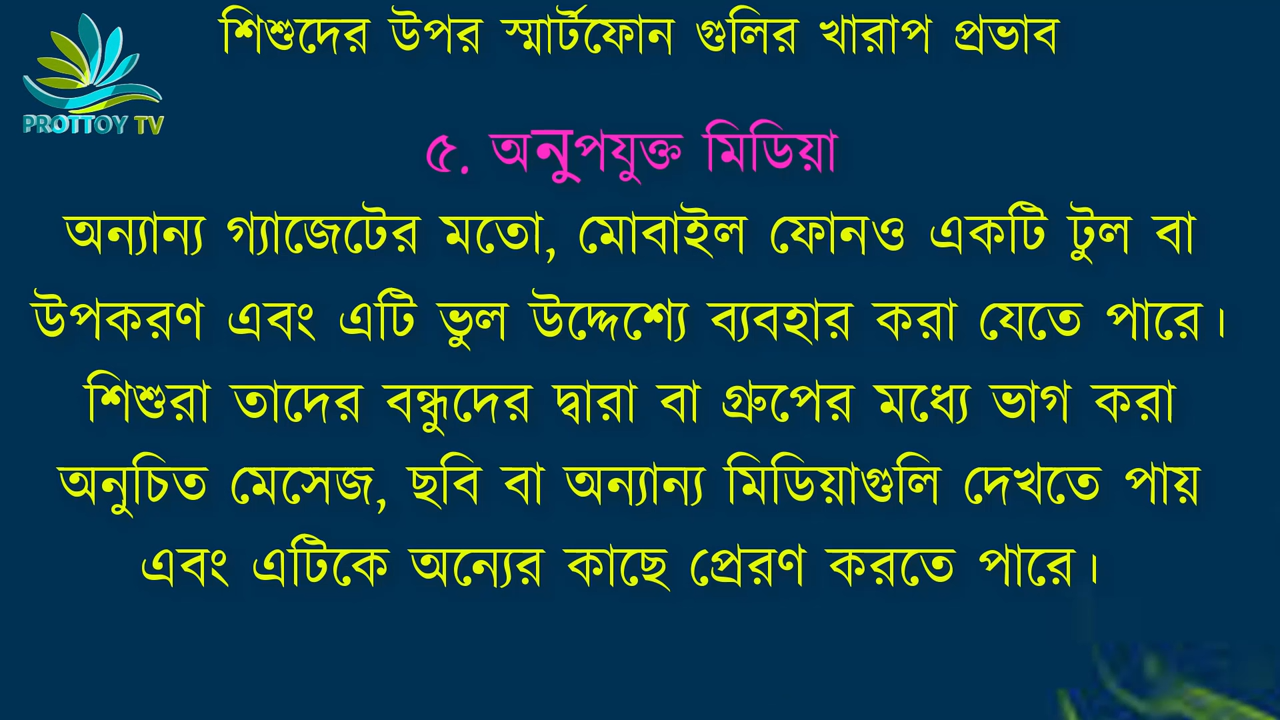 শিশুদের উপর স্মার্টফোন গুলির খারাপ প্রভাব
PROTTOY TV
৫. অনুপযুক্ত মিডিয়া
অন্যান্য গ্যাজেটের মতো, মোবাইল ফোনও একটি টুল বা
উপকরণ এবং এটি ভুল উদ্দেশ্যে ব্যবহার করা যেতে পারে।
শিশুরা তাদের বন্ধুদের দ্বারা বা গ্রুপের মধ্যে ভাগ করা
অনুচিত মেসেজ, ছবি বা অন্যান্য মিডিয়াগুলি দেখতে পায়
এবং এটিকে অন্যের কাছে প্রেরণ করতে পারে।